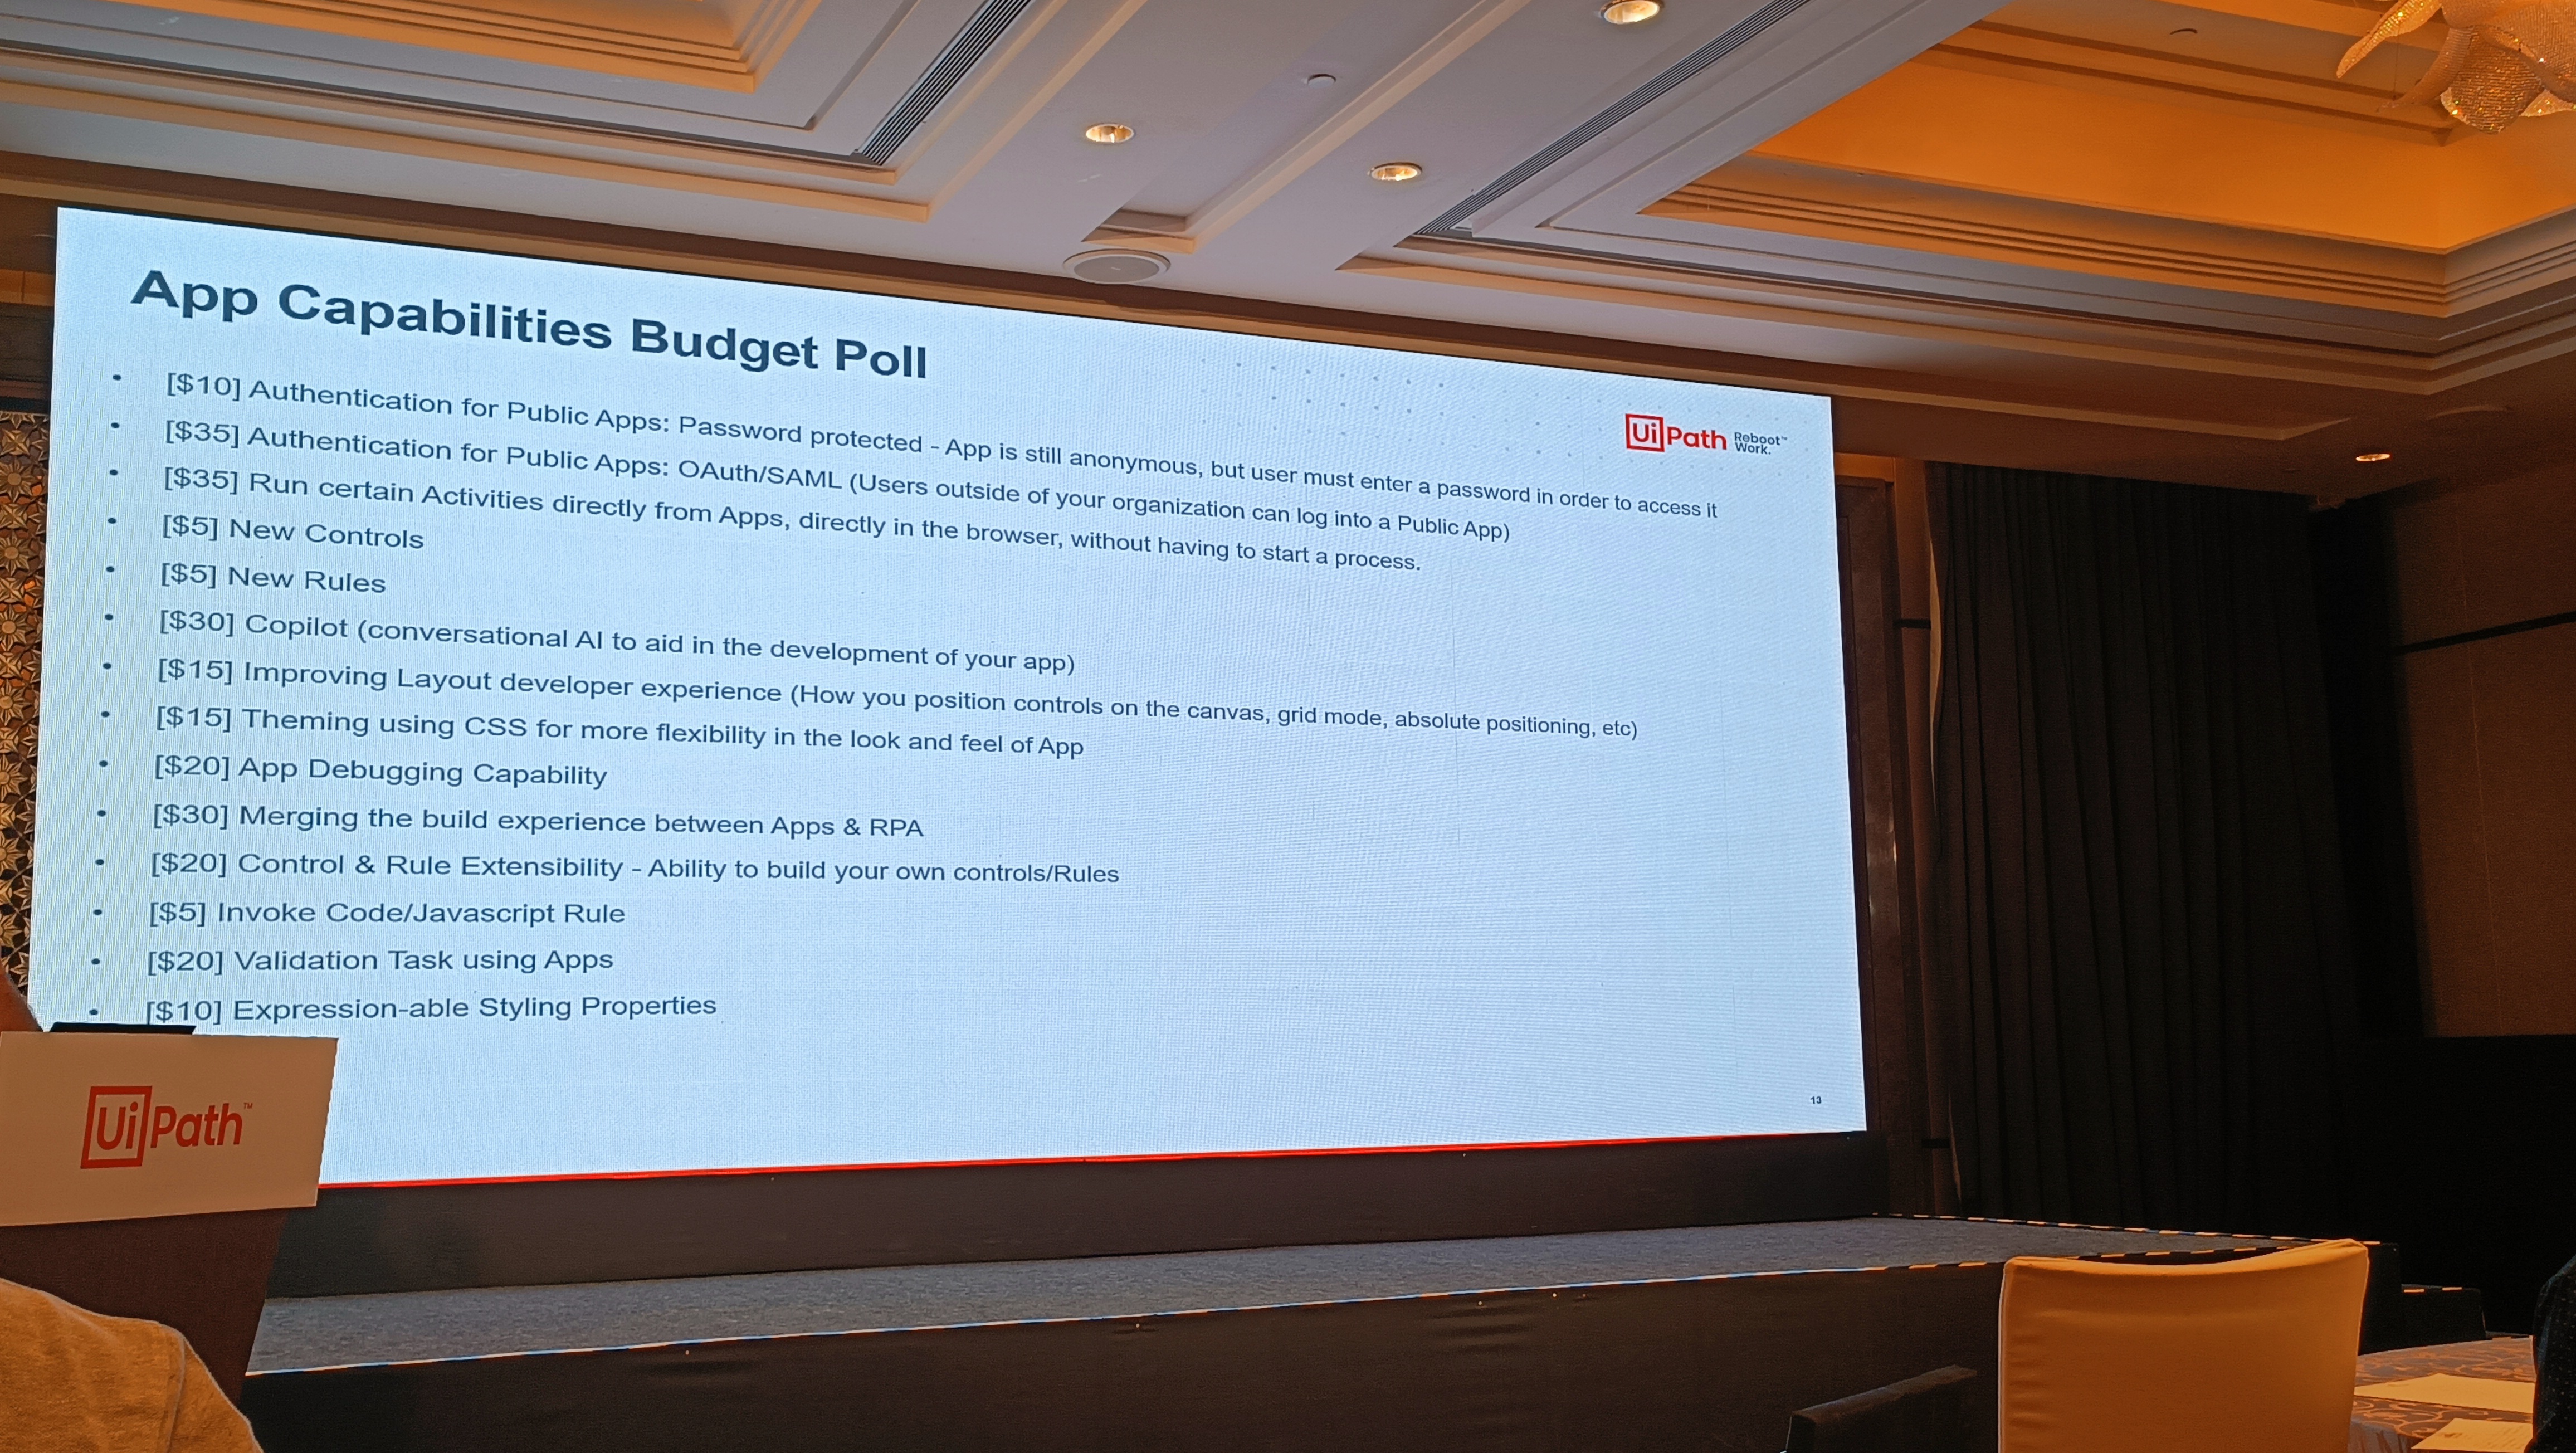 App Capabilities Budget Poll
UiPath Reboot™
Work.
• [$10] Authentication for Public Apps: Password protected - App is still anonymous, but user must enter a password in order to access it
• [$35] Authentication for Public Apps: OAuth/SAML (Users outside of your organization can log into a Public App)
• [$35] Run certain Activities directly from Apps, directly in the browser, without having to start a process.
• [$5] New Controls
• [$5] New Rules
• [$30] Copilot (conversational AI to aid in the development of your app)
• [$15] Improving Layout developer experience (How you position controls on the canvas, grid mode, absolute positioning, etc)
• [$15] Theming using CSS for more flexibility in the look and feel of App
• [$20] App Debugging Capability
• [$30] Merging the build experience between Apps & RPA
• [$20] Control & Rule Extensibility - Ability to build your own controls/Rules
• [$5] Invoke Code/Javascript Rule
• [$20] Validation Task using Apps
• [$10] Expression-able Styling Properties
13
UiPath™